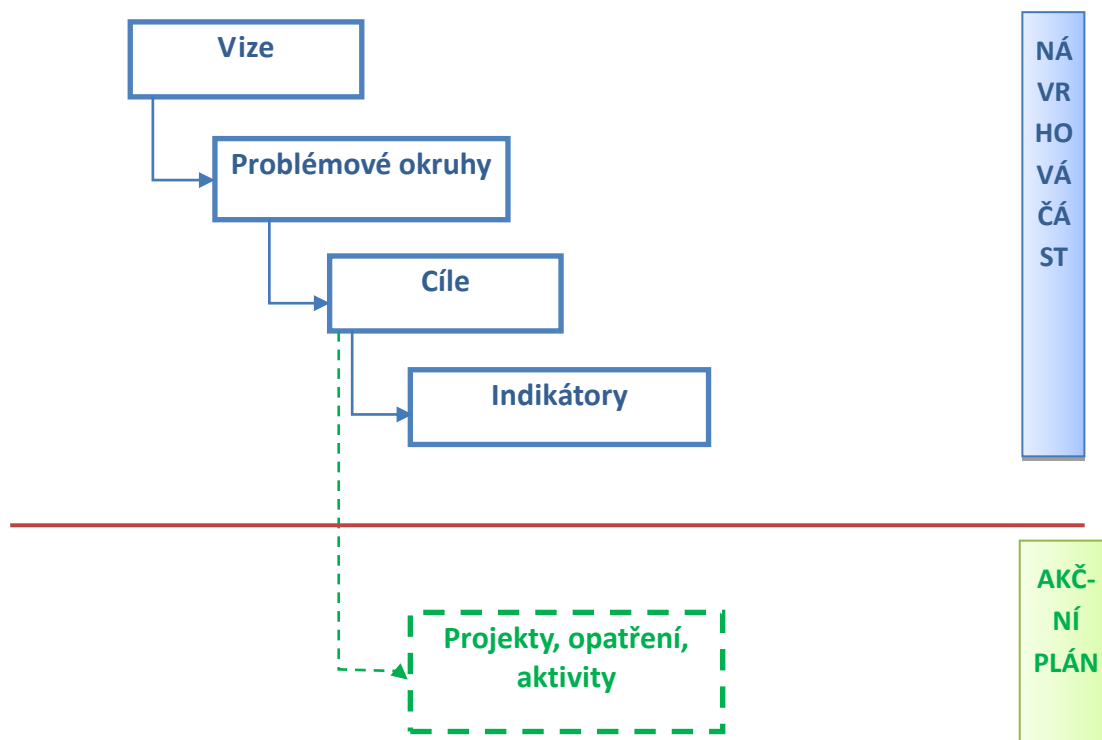 Vize
Problémové okruhy
Cíle
Indikátory
NÁ
VR
HO
VÁ
ČÁ
ST
Projekty, opatření,
aktivity
AKČ-
NÍ
PLÁN